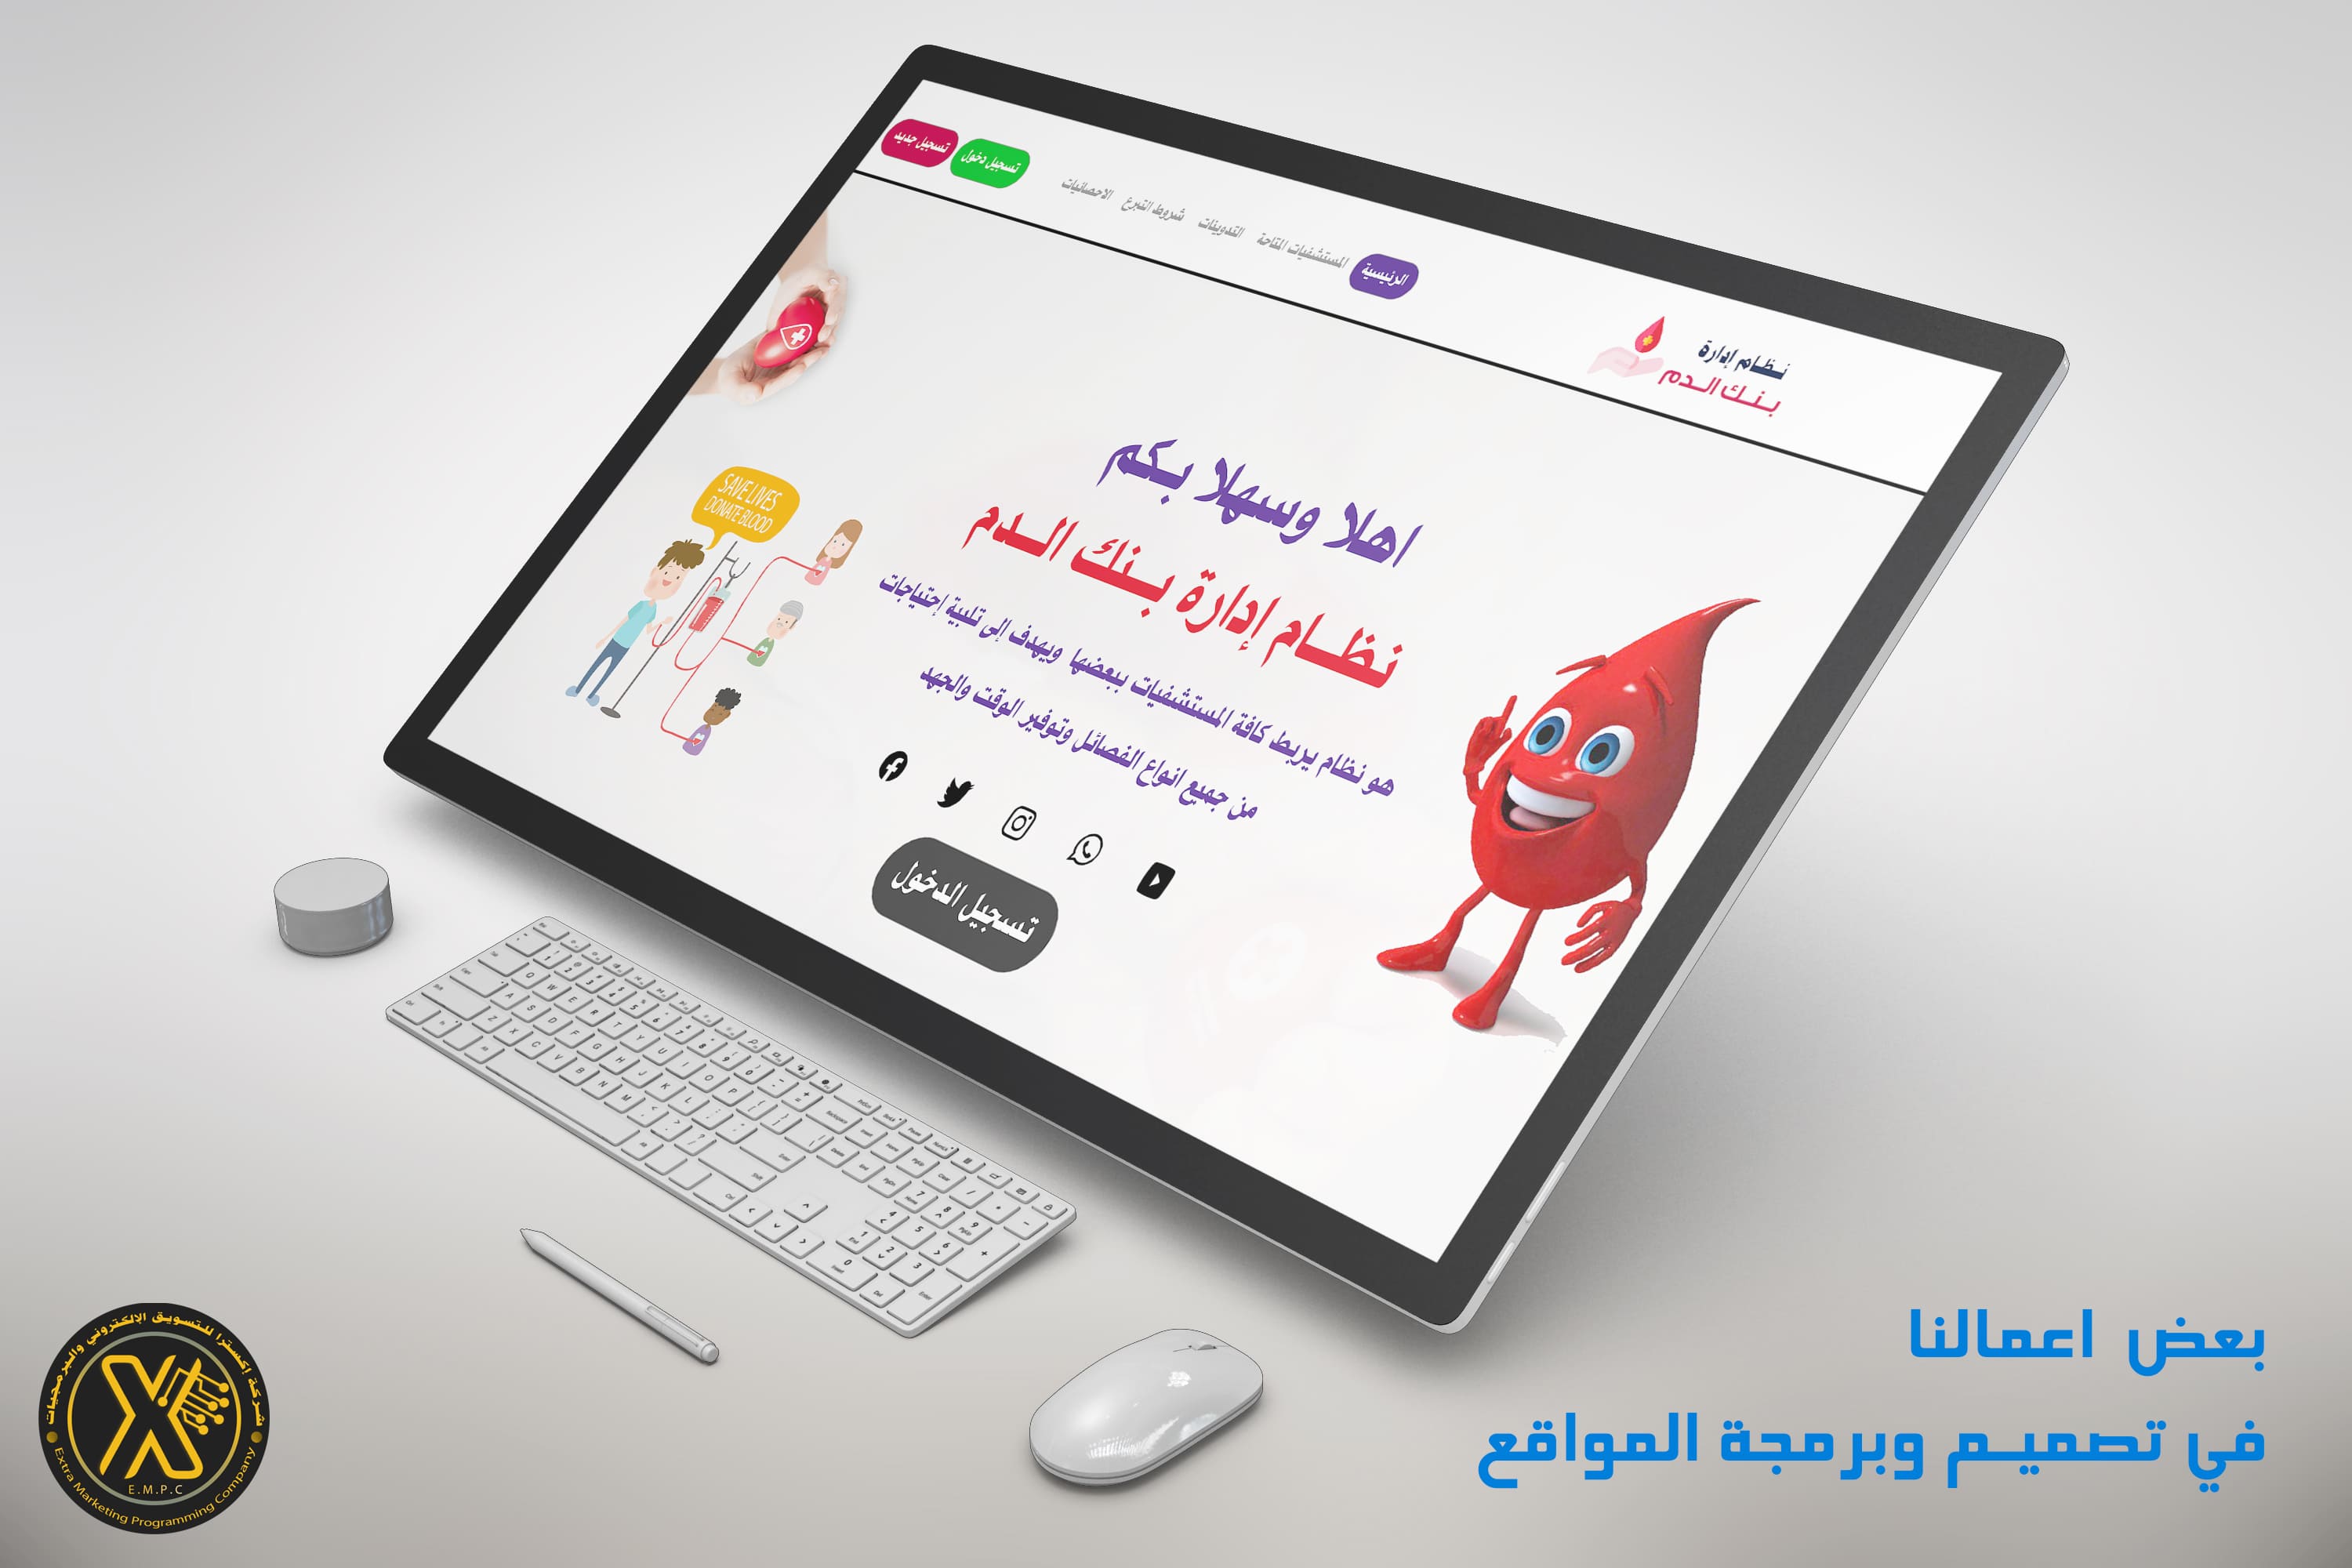 تسجيل جديد
تسجيل دخول
الرئيسية
المستشفيات المتاحة
التدوينات
شروط التبرع
الاحصائيات
نظام إدارة
بنك الدم
اهلا وسهلا بكم
نظام إدارة بنك الدم
هو نظام يربط كافة المستشفيات ببعضها ويهدف إلى تلبية إحتياجات
من جميع انواع الفصائل وتوفير الوقت والجهد
تسجيل الدخول
SAVE LIVES
DONATE BLOOD
بعض اعمالنا
في تصميم وبرمجة المواقع
شركة إكسترا للتسويق الإلكتروني والبرمجيات
E.M.P.C
Extra Marketing Programming Company